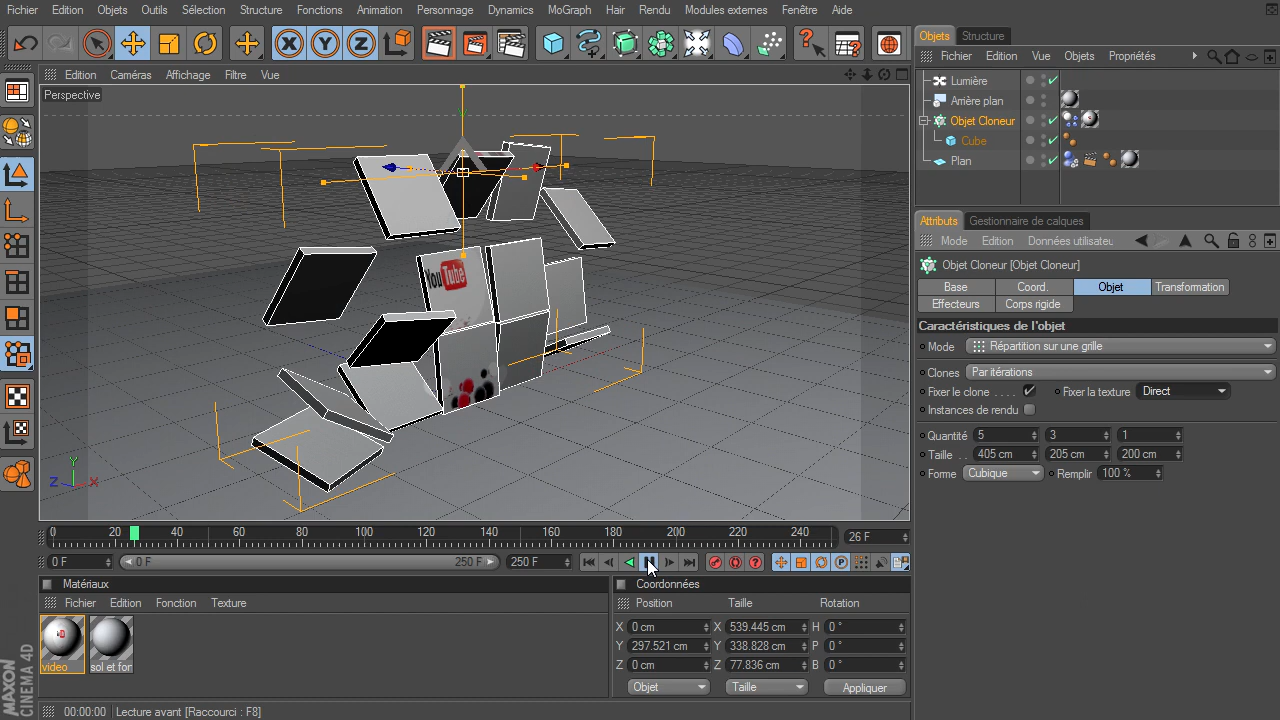 Fichier Edition Objets Outils Sélection Structure Fonctions Animation Personnage Dynamics MoGraph Hair Rendu Modules externes Fenêtre Aide
Objets Structure
Fichier Edition Vue Objets Propriétés
Edition Caméras Affichage Filtre Vue
Perspective
Lumière
Arrière plan
Objet Cloneur
Cube
Plan
Attributs Gestionnaire de calques
Mode Edition Données utilisateu
Objet Cloneur [Objet Cloneur]
Base Coord. Objet Transformation
Effecteurs Corps rigide
Caractéristiques de l'objet
Mode Répartition sur une grille
Clones Par itérations
Fixer le clone . . . . Fixer la texture Direct
Instances de rendu
Quantité 5 3 1
Taille . . 405 cm 205 cm 200 cm
Forme Cubique Remplir 100 %
You Tube
X Y Z
Z Y X
0 20 40 60 80 100 120 140 160 180 200 220 240
26 F
0 F 0 F 250 F 250 F
Matériaux
Fichier Edition Fonction Texture
video sol et for
Coordonnées
Position Taille Rotation
X 0 cm X 539.445 cm H 0 °
Y 297.521 cm Y 338.828 cm P 0 °
Z 0 cm Z 77.836 cm B 0 °
Objet Taille Appliquer
MAXON
CINEMA 4D
00:00:00 Lecture avant [Raccourci : F8]